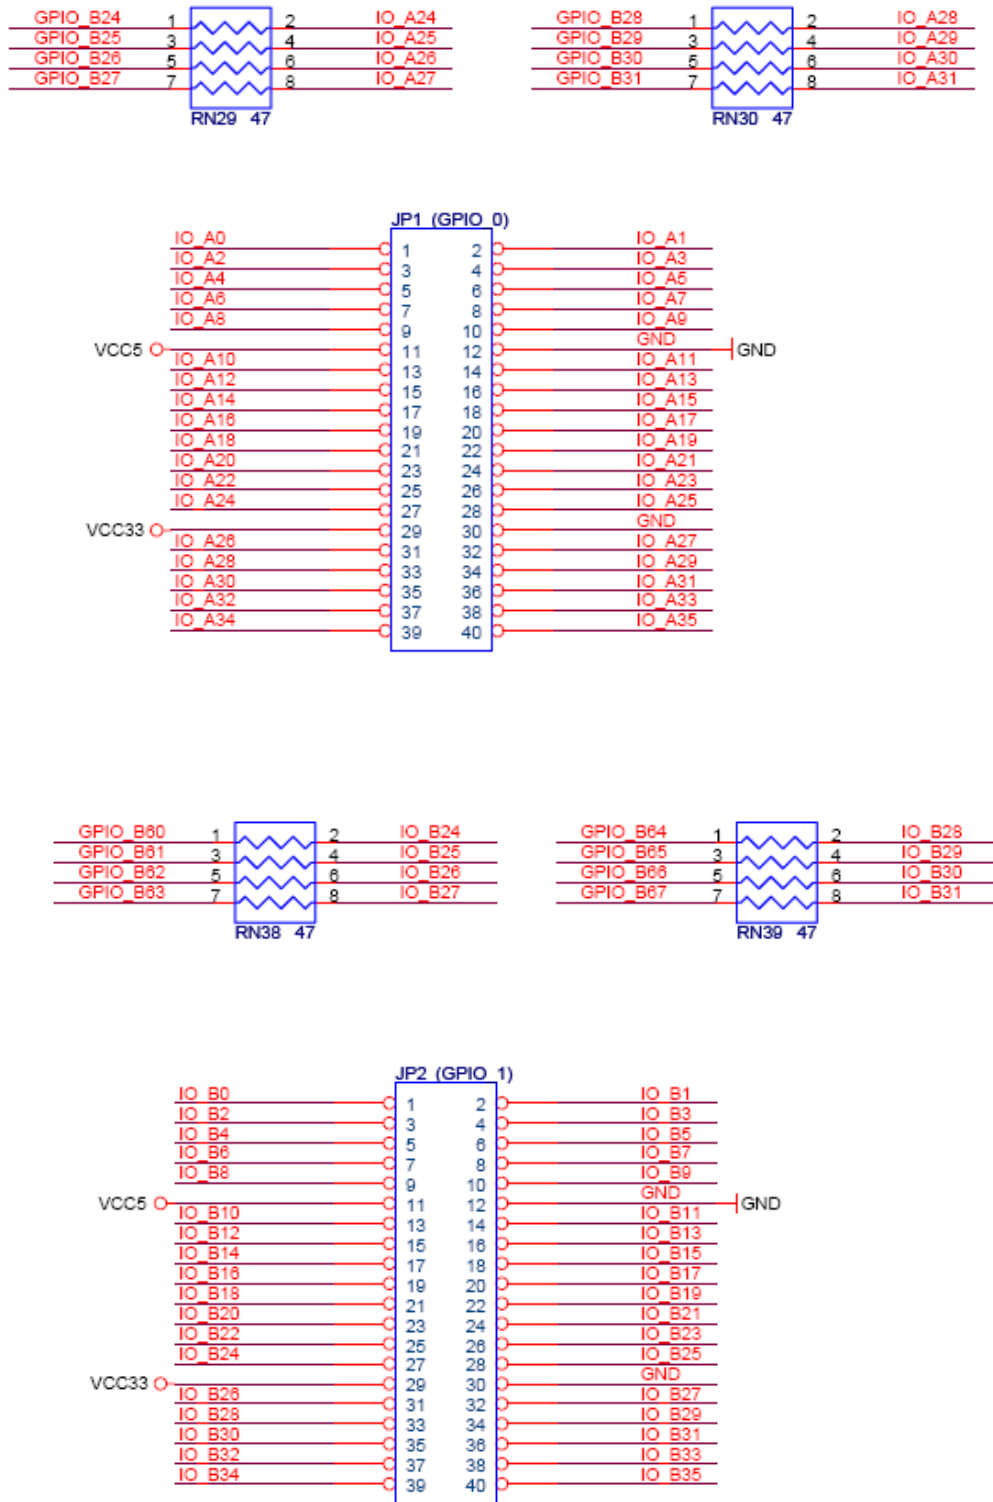 GPIO_B24 1 2 IO_A24 GPIO_B28 1 2 IO_A28
GPIO_B25 3 4 IO_A25 GPIO_B29 3 4 IO_A29
GPIO_B26 5 6 IO_A26 GPIO_B30 5 6 IO_A30
GPIO_B27 7 8 IO_A27 GPIO_B31 7 8 IO_A31
RN29 47 RN30 47
JP1 (GPIO 0)
IO_A0 1 2 IO_A1
IO_A2 3 4 IO_A3
IO_A4 5 6 IO_A5
IO_A6 7 8 IO_A7
IO_A8 9 10 IO_A9
VCC5 11 12 GND GND
IO_A10 13 14 IO_A11
IO_A12 15 16 IO_A13
IO_A14 17 18 IO_A15
IO_A16 19 20 IO_A17
IO_A18 21 22 IO_A19
IO_A20 23 24 IO_A21
IO_A22 25 26 IO_A23
IO_A24 27 28 IO_A25
VCC33 29 30 GND
IO_A26 31 32 IO_A27
IO_A28 33 34 IO_A29
IO_A30 35 36 IO_A31
IO_A32 37 38 IO_A33
IO_A34 39 40 IO_A35
GPIO_B60 1 2 IO_B24 GPIO_B64 1 2 IO_B28
GPIO_B61 3 4 IO_B25 GPIO_B65 3 4 IO_B29
GPIO_B62 5 6 IO_B26 GPIO_B66 5 6 IO_B30
GPIO_B63 7 8 IO_B27 GPIO_B67 7 8 IO_B31
RN38 47 RN39 47
JP2 (GPIO 1)
IO_B0 1 2 IO_B1
IO_B2 3 4 IO_B3
IO_B4 5 6 IO_B5
IO_B6 7 8 IO_B7
IO_B8 9 10 IO_B9
VCC5 11 12 GND GND
IO_B10 13 14 IO_B11
IO_B12 15 16 IO_B13
IO_B14 17 18 IO_B15
IO_B16 19 20 IO_B17
IO_B18 21 22 IO_B19
IO_B20 23 24 IO_B21
IO_B22 25 26 IO_B23
IO_B24 27 28 IO_B25
VCC33 29 30 GND
IO_B26 31 32 IO_B27
IO_B28 33 34 IO_B29
IO_B30 35 36 IO_B31
IO_B32 37 38 IO_B33
IO_B34 39 40 IO_B35